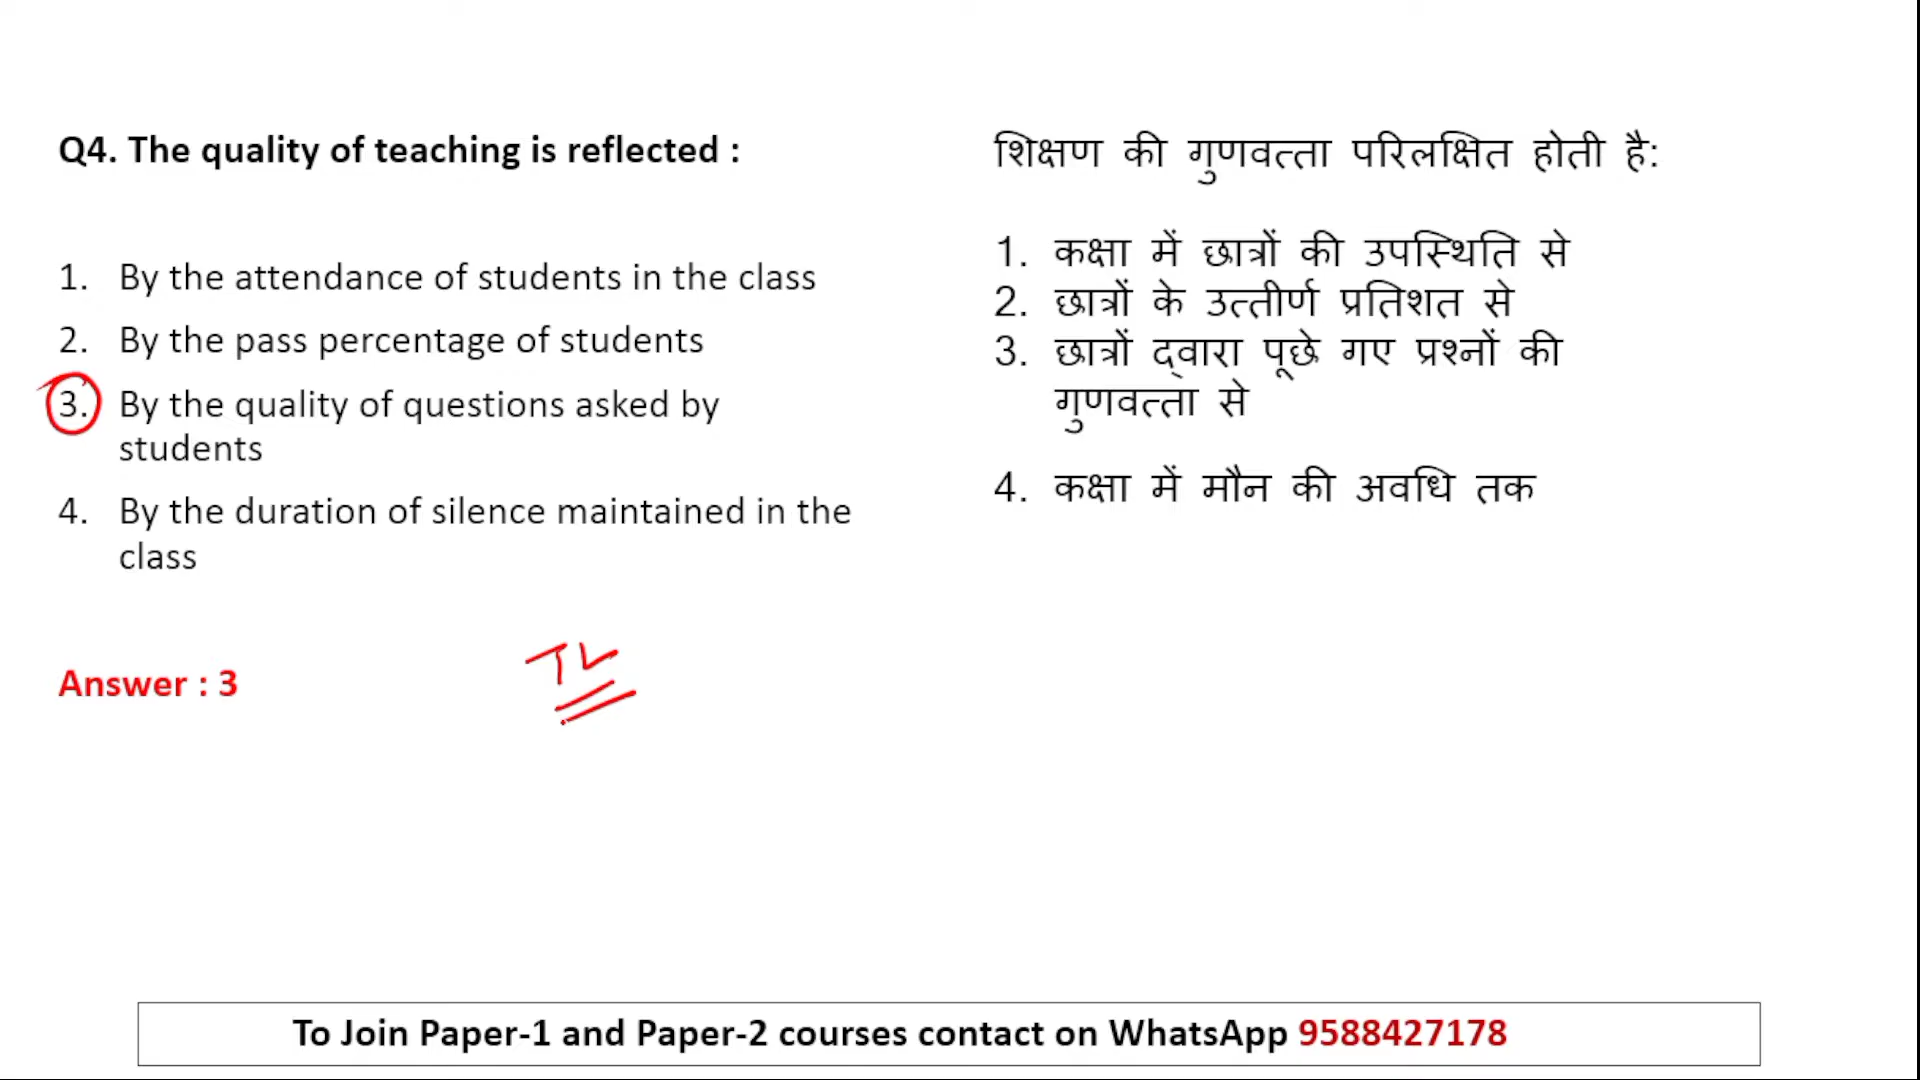 Q4. The quality of teaching is reflected :
1. By the attendance of students in the class
2. By the pass percentage of students
3. By the quality of questions asked by
students
4. By the duration of silence maintained in the
class
Answer : 3
TL
शिक्षण की गुणवत्ता परिलक्षित होती है:
1. कक्षा में छात्रों की उपस्थिति से
2. छात्रों के उत्तीर्ण प्रतिशत से
3. छात्रों द्वारा पूछे गए प्रश्नों की
गुणवत्ता से
4. कक्षा में मौन की अवधि तक
To Join Paper-1 and Paper-2 courses contact on WhatsApp 9588427178